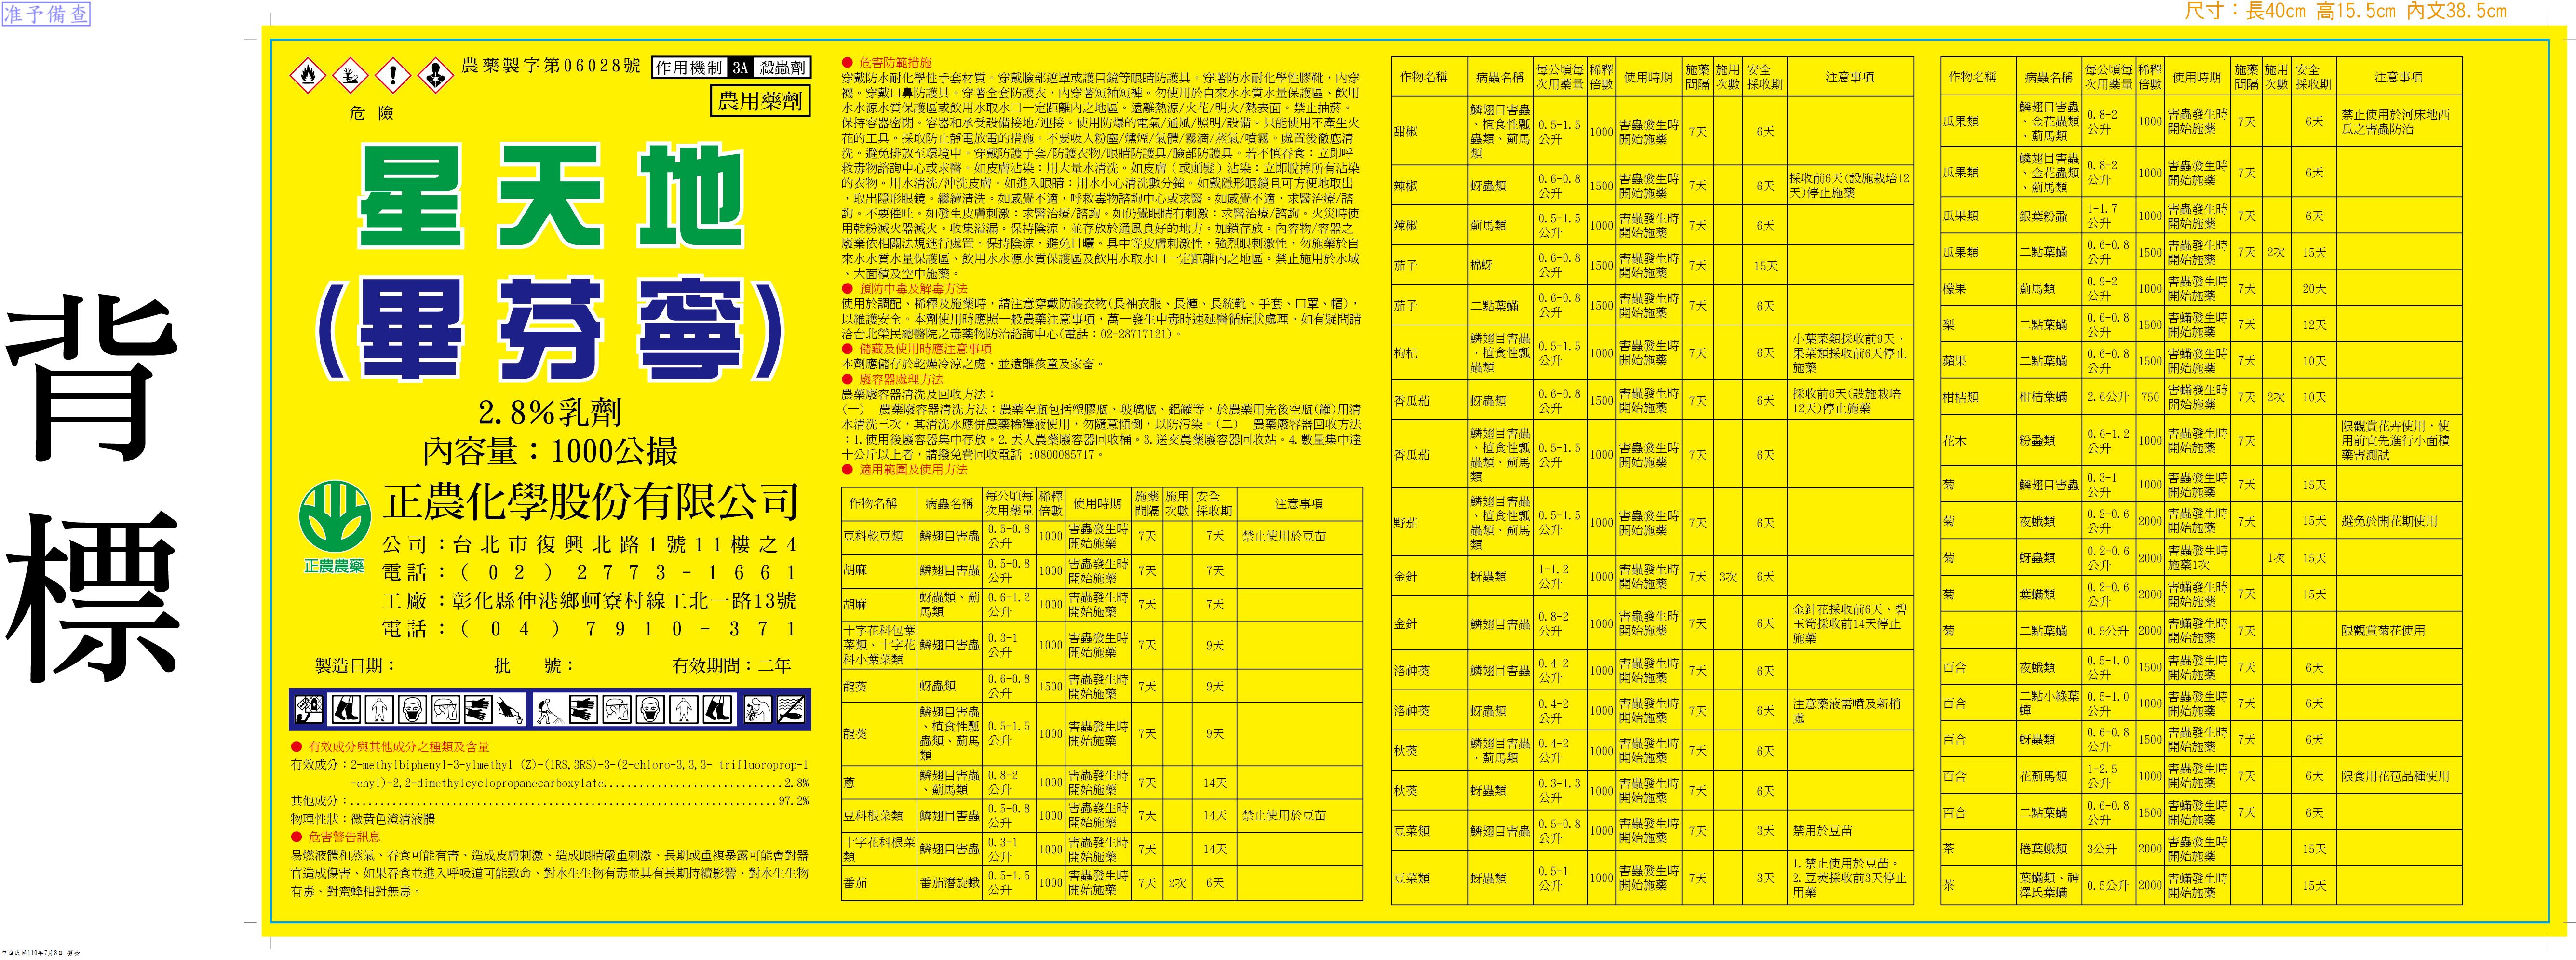 准予備查
尺寸：長40cm 高15.5cm 內文38.5cm
背標
農藥製字第06028號 作用機制 3A 殺蟲劑
農用藥劑
危險
星天地
(畢芬寧)
2.8%乳劑
內容量：1000公撮
正農化學股份有限公司
正農農藥
公司：台北市復興北路1號11樓之4
電話：(02)2773-1661
工廠：彰化縣伸港鄉蚵寮村線工北一路13號
電話：(04)7910-371
製造日期： 批 號： 有效期間：二年
● 有效成分與其他成分之種類及含量
有效成分：2-methylbiphenyl-3-ylmethyl (Z)-(1RS,3RS)-3-(2-chloro-3,3,3- trifluoroprop-1
-enyl)-2,2-dimethylcyclopropanecarboxylate..............................2.8%
其他成分：.......................................................................97.2%
物理性狀：微黃色澄清液體
● 危害警告訊息
易燃液體和蒸氣、吞食可能有害、造成皮膚刺激、造成眼睛嚴重刺激、長期或重複暴露可能會對器
官造成傷害、如果吞食並進入呼吸道可能致命、對水生生物有毒並具有長期持續影響、對水生生物
有毒、對蜜蜂相對無毒。
● 危害防範措施
穿戴防水耐化學性手套材質。穿戴臉部遮罩或護目鏡等眼睛防護具。穿著防水耐化學性膠靴，內穿
襪。穿戴口鼻防護具。穿著全套防護衣，內穿著短袖短褲。勿使用於自來水水質水量保護區、飲用
水水源水質保護區或飲用水取水口一定距離內之地區。遠離熱源/火花/明火/熱表面。禁止抽菸。
保持容器密閉。容器和承受設備接地/連接。使用防爆的電氣/通風/照明/設備。只能使用不產生火
花的工具。採取防止靜電放電的措施。不要吸入粉塵/燻煙/氣體/霧滴/蒸氣/噴霧。處置後徹底清
洗。避免排放至環境中。穿戴防護手套/防護衣物/眼睛防護具/臉部防護具。若不慎吞食：立即呼
救毒物諮詢中心或求醫。如皮膚沾染：用大量水清洗。如皮膚（或頭髮）沾染：立即脫掉所有沾染
的衣物。用水清洗/沖洗皮膚。如進入眼睛：用水小心清洗數分鐘。如戴隱形眼鏡且可方便地取出
，取出隱形眼鏡。繼續清洗。如感覺不適，呼救毒物諮詢中心或求醫。如感覺不適，求醫治療/諮
詢。不要催吐。如發生皮膚刺激：求醫治療/諮詢。如仍覺眼睛有刺激：求醫治療/諮詢。火災時使
用乾粉滅火器滅火。收集溢漏。保持陰涼，並存放於通風良好的地方。加鎖存放。內容物/容器之
廢棄依相關法規進行處置。保持陰涼，避免日曬。具中等皮膚刺激性，強烈眼刺激性，勿施藥於自
來水水質水量保護區、飲用水水源水質保護區及飲用水取水口一定距離內之地區。禁止施用於水域
、大面積及空中施藥。
● 預防中毒及解毒方法
使用於調配、稀釋及施藥時，請注意穿戴防護衣物(長袖衣服、長褲、長統靴、手套、口罩、帽)，
以維護安全。本劑使用時應照一般農藥注意事項，萬一發生中毒時速延醫循症狀處理。如有疑問請
洽台北榮民總醫院之毒藥物防治諮詢中心(電話：02-28717121)。
● 儲藏及使用時應注意事項
本劑應儲存於乾燥冷涼之處，並遠離孩童及家畜。
● 廢容器處理方法
農藥廢容器清洗及回收方法：
(一) 農藥廢容器清洗方法：農藥空瓶包括塑膠瓶、玻璃瓶、鋁罐等，於農藥用完後空瓶(罐)用清
水清洗三次，其清洗水應併農藥稀釋液使用，勿隨意傾倒，以防污染。(二) 農藥廢容器回收方法
：1.使用後廢容器集中存放。2.丟入農藥廢容器回收桶。3.送交農藥廢容器回收站。4.數量集中達
十公斤以上者，請撥免費回收電話 :0800085717。
● 適用範圍及使用方法
作物名稱 病蟲名稱 每公頃每次用藥量 稀釋倍數 使用時期 施藥間隔 施用次數 安全採收期 注意事項
豆科乾豆類 鱗翅目害蟲 0.5-0.8公升 1000 害蟲發生時開始施藥 7天 7天 禁止使用於豆苗
胡麻 鱗翅目害蟲 0.5-0.8公升 1000 害蟲發生時開始施藥 7天 7天
胡麻 蚜蟲類、薊馬類 0.6-1.2公升 1000 害蟲發生時開始施藥 7天 7天
十字花科包葉菜類、十字花科小葉菜類 鱗翅目害蟲 0.3-1公升 1000 害蟲發生時開始施藥 7天 9天
龍葵 蚜蟲類 0.6-0.8公升 1500 害蟲發生時開始施藥 7天 9天
龍葵 鱗翅目害蟲、植食性瓢蟲類、薊馬類 0.5-1.5公升 1000 害蟲發生時開始施藥 7天 9天
蔥 鱗翅目害蟲、薊馬類 0.8-2公升 1000 害蟲發生時開始施藥 7天 14天
豆科根菜類 鱗翅目害蟲 0.5-0.8公升 1000 害蟲發生時開始施藥 7天 14天 禁止使用於豆苗
十字花科根菜類 鱗翅目害蟲 0.3-1公升 1000 害蟲發生時開始施藥 7天 14天
番茄 番茄潛旋蛾 0.5-1.5公升 1000 害蟲發生時開始施藥 7天 2次 6天
作物名稱 病蟲名稱 每公頃每次用藥量 稀釋倍數 使用時期 施藥間隔 施用次數 安全採收期 注意事項
甜椒 鱗翅目害蟲、植食性瓢蟲類、薊馬類 0.5-1.5公升 1000 害蟲發生時開始施藥 7天 6天
辣椒 蚜蟲類 0.6-0.8公升 1500 害蟲發生時開始施藥 7天 6天 採收前6天(設施栽培12天)停止施藥
辣椒 薊馬類 0.5-1.5公升 1000 害蟲發生時開始施藥 7天 6天
茄子 棉蚜 0.6-0.8公升 1500 害蟲發生時開始施藥 7天 15天
茄子 二點葉蟎 0.6-0.8公升 1500 害蟲發生時開始施藥 7天 6天
枸杞 鱗翅目害蟲、植食性瓢蟲類 0.5-1.5公升 1000 害蟲發生時開始施藥 7天 6天 小葉菜類採收前9天、果菜類採收前6天停止施藥
香瓜茄 蚜蟲類 0.6-0.8公升 1500 害蟲發生時開始施藥 7天 6天 採收前6天(設施栽培12天)停止施藥
香瓜茄 鱗翅目害蟲、植食性瓢蟲類、薊馬類 0.5-1.5公升 1000 害蟲發生時開始施藥 7天 6天
野茄 鱗翅目害蟲、植食性瓢蟲類、薊馬類 0.5-1.5公升 1000 害蟲發生時開始施藥 7天 6天
金針 蚜蟲類 1-1.2公升 1000 害蟲發生時開始施藥 7天 3次 6天
金針 鱗翅目害蟲 0.8-2公升 1000 害蟲發生時開始施藥 7天 6天 金針花採收前6天、碧玉筍採收前14天停止施藥
洛神葵 鱗翅目害蟲 0.4-2公升 1000 害蟲發生時開始施藥 7天 6天
洛神葵 蚜蟲類 0.4-2公升 1000 害蟲發生時開始施藥 7天 6天 注意藥液需噴及新梢處
秋葵 鱗翅目害蟲、薊馬類 0.4-2公升 1000 害蟲發生時開始施藥 7天 6天
秋葵 蚜蟲類 0.3-1.3公升 1000 害蟲發生時開始施藥 7天 6天
豆菜類 鱗翅目害蟲 0.5-0.8公升 1000 害蟲發生時開始施藥 7天 3天 禁用於豆苗
豆菜類 蚜蟲類 0.5-1公升 1000 害蟲發生時開始施藥 7天 3天 1.禁止使用於豆苗。2.豆莢採收前3天停止用藥
作物名稱 病蟲名稱 每公頃每次用藥量 稀釋倍數 使用時期 施藥間隔 施用次數 安全採收期 注意事項
瓜果類 鱗翅目害蟲、金花蟲類、薊馬類 0.8-2公升 1000 害蟲發生時開始施藥 7天 6天 禁止使用於河床地西瓜之害蟲防治
瓜果類 鱗翅目害蟲、金花蟲類、薊馬類 0.8-2公升 1000 害蟲發生時開始施藥 7天 6天
瓜果類 銀葉粉蝨 1-1.7公升 1000 害蟲發生時開始施藥 7天 6天
瓜果類 二點葉蟎 0.6-0.8公升 1500 害蟲發生時開始施藥 7天 2次 15天
檬果 薊馬類 0.9-2公升 1000 害蟲發生時開始施藥 7天 20天
梨 二點葉蟎 0.6-0.8公升 1500 害蟎發生時開始施藥 7天 12天
蘋果 二點葉蟎 0.6-0.8公升 1500 害蟎發生時開始施藥 7天 10天
柑桔類 柑桔葉蟎 2.6公升 750 害蟎發生時開始施藥 7天 2次 10天
花木 粉蝨類 0.6-1.2公升 1000 害蟲發生時開始施藥 7天 限觀賞花卉使用，使用前宜先進行小面積藥害測試
菊 鱗翅目害蟲 0.3-1公升 1000 害蟲發生時開始施藥 7天 15天
菊 夜蛾類 0.2-0.6公升 2000 害蟲發生時開始施藥 7天 15天 避免於開花期使用
菊 蚜蟲類 0.2-0.6公升 2000 害蟲發生時施藥1次 1次 15天
菊 葉蟎類 0.2-0.6公升 2000 害蟎發生時開始施藥 7天 15天
菊 二點葉蟎 0.5公升 2000 害蟎發生時開始施藥 7天 限觀賞菊花使用
百合 夜蛾類 0.5-1.0公升 1500 害蟲發生時開始施藥 7天 6天
百合 二點小綠葉蟬 0.5-1.0公升 1000 害蟲發生時開始施藥 7天 6天
百合 蚜蟲類 0.6-0.8公升 1500 害蟲發生時開始施藥 7天 6天
百合 花薊馬類 1-2.5公升 1000 害蟲發生時開始施藥 7天 6天 限食用花苞品種使用
百合 二點葉蟎 0.6-0.8公升 1500 害蟎發生時開始施藥 7天 6天
茶 捲葉蛾類 3公升 2000 害蟲發生時開始施藥 15天
茶 葉蟎類、神澤氏葉蟎 0.5公升 2000 害蟎發生時開始施藥 15天
中華民國110年7月8日 簽發